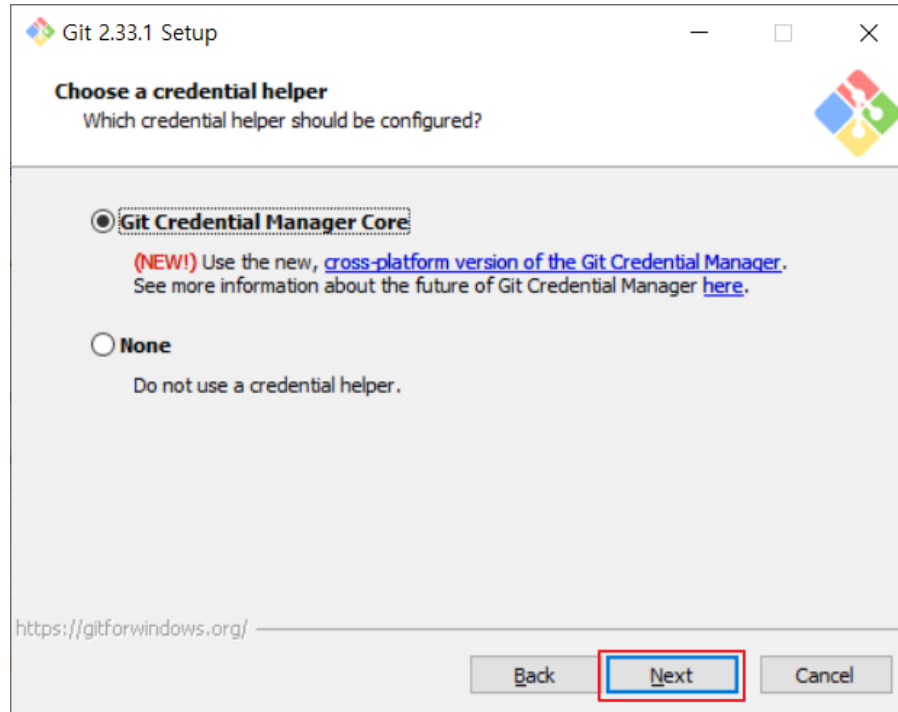 Git 2.33.1 Setup
Choose a credential helper
Which credential helper should be configured?
Git Credential Manager Core
(NEW!) Use the new, cross-platform version of the Git Credential Manager.
See more information about the future of Git Credential Manager here.
None
Do not use a credential helper.
https://gitforwindows.org/
Back Next Cancel